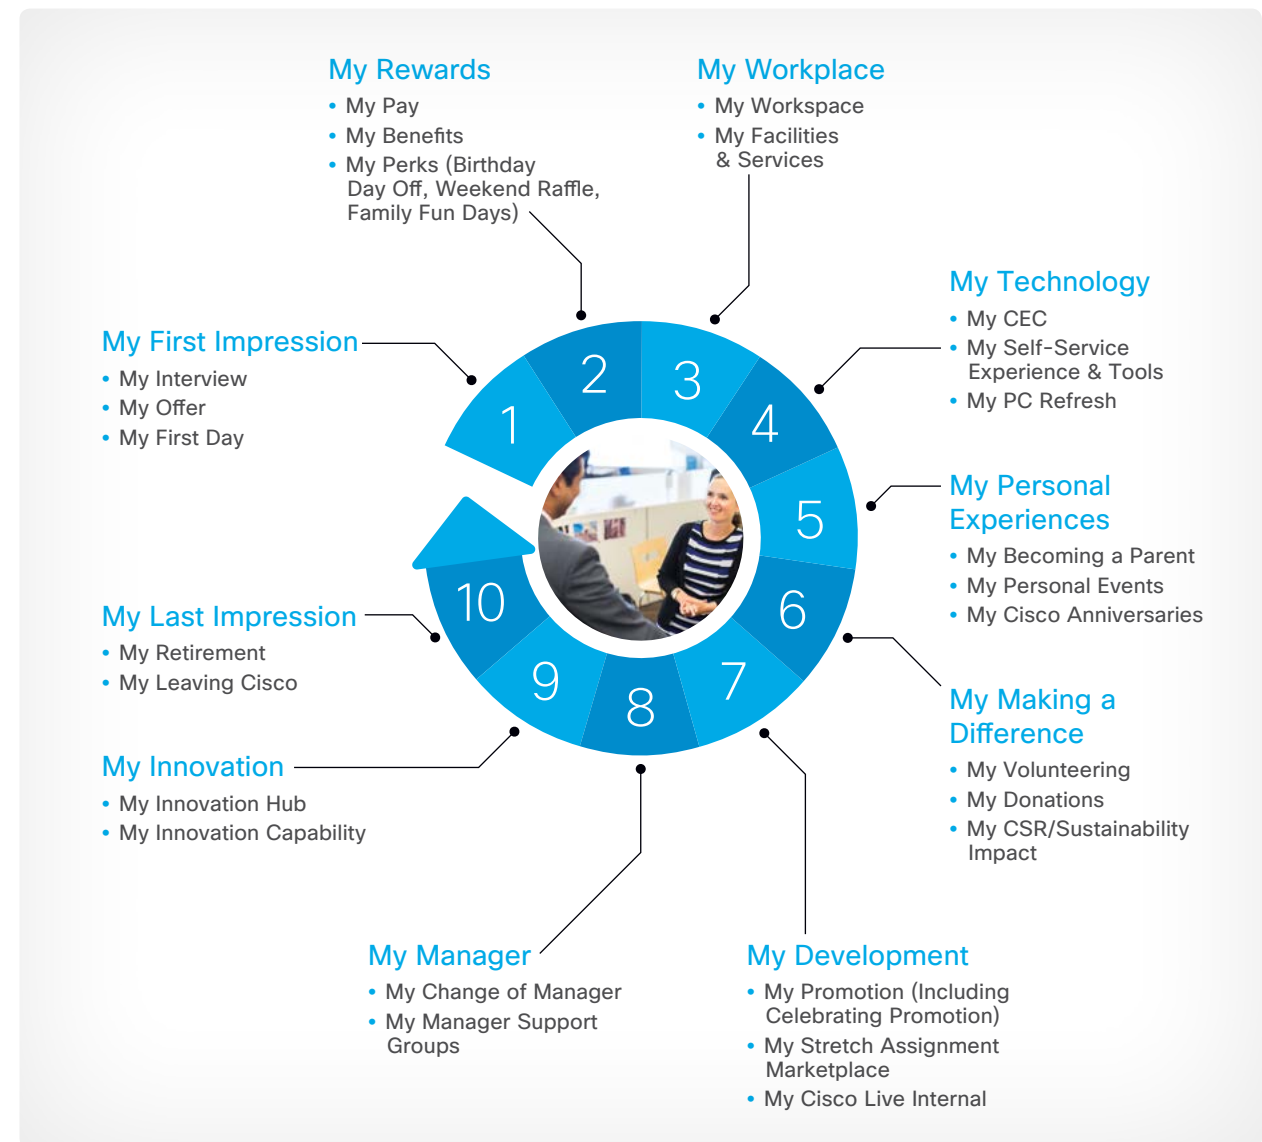 My Rewards
• My Pay
• My Benefits
• My Perks (Birthday
Day Off, Weekend Raffle,
Family Fun Days)
My Workplace
• My Workspace
• My Facilities
& Services
My Technology
• My CEC
• My Self-Service
Experience & Tools
• My PC Refresh
My First Impression
• My Interview
• My Offer
• My First Day
1
2
3
4
5
6
7
8
9
10
My Personal
Experiences
• My Becoming a Parent
• My Personal Events
• My Cisco Anniversaries
My Last Impression
• My Retirement
• My Leaving Cisco
My Making a
Difference
• My Volunteering
• My Donations
• My CSR/Sustainability
Impact
My Innovation
• My Innovation Hub
• My Innovation Capability
My Manager
• My Change of Manager
• My Manager Support
Groups
My Development
• My Promotion (Including
Celebrating Promotion)
• My Stretch Assignment
Marketplace
• My Cisco Live Internal